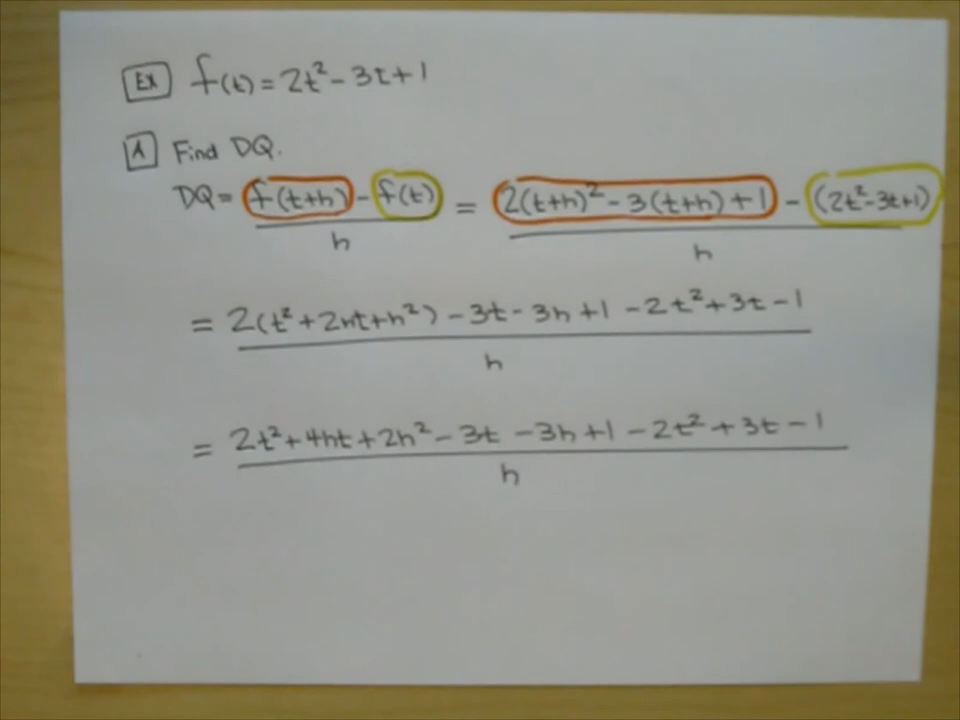 Ex f(t) = 2t² - 3t + 1
A Find DQ.
DQ = f(t+h) - f(t) / h = 2(t+h)² - 3(t+h) + 1 - (2t² - 3t + 1) / h
= 2(t² + 2ht + h²) - 3t - 3h + 1 - 2t² + 3t - 1 / h
= 2t² + 4ht + 2h² - 3t - 3h + 1 - 2t² + 3t - 1 / h